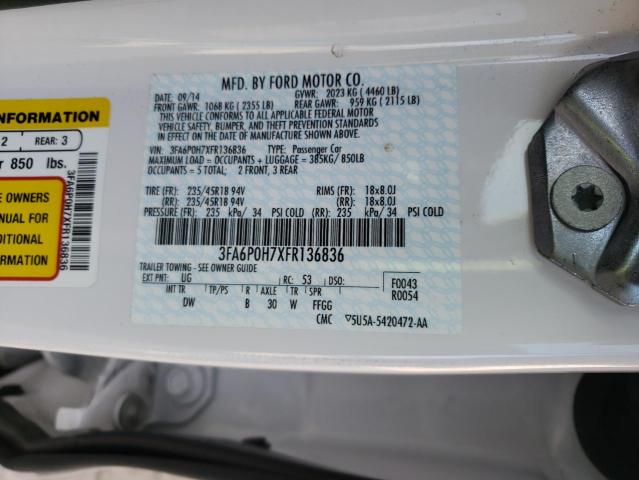 INFORMATION
2 REAR: 3
r 850 lbs.
E OWNERS
ANUAL FOR
DITIONAL
ORMATION
3FA6P0H7XFR136836
MFD. BY FORD MOTOR CO.
DATE: 09/14 GVWR: 2023 KG ( 4460 LB)
FRONT GAWR: 1068 KG ( 2355 LB) REAR GAWR: 959 KG ( 2115 LB)
THIS VEHICLE CONFORMS TO ALL APPLICABLE FEDERAL MOTOR
VEHICLE SAFETY, BUMPER, AND THEFT PREVENTION STANDARDS
IN EFFECT ON THE DATE OF MANUFACTURE SHOWN ABOVE.
VIN: 3FA6P0H7XFR136836 TYPE: Passenger Car
MAXIMUM LOAD = OCCUPANTS + LUGGAGE = 385KG/850LB
OCCUPANTS = 5 TOTAL; 2 FRONT, 3 REAR
TIRE (FR): 235/45R18 94V RIMS (FR): 18x8.0J
(RR): 235/45R18 94V (RR): 18x8.0J
PRESSURE (FR): 235 kPa/ 34 PSI COLD (RR): 235 kPa/ 34 PSI COLD
3FA6P0H7XFR136836
TRAILER TOWING - SEE OWNER GUIDE
EXT PNT: UG RC: 53 DSO: F0043
INT TR TP/PS R AXLE TR SPR R0054
DW B 30 W FFGG
CMC ▽5U5A-5420472-AA